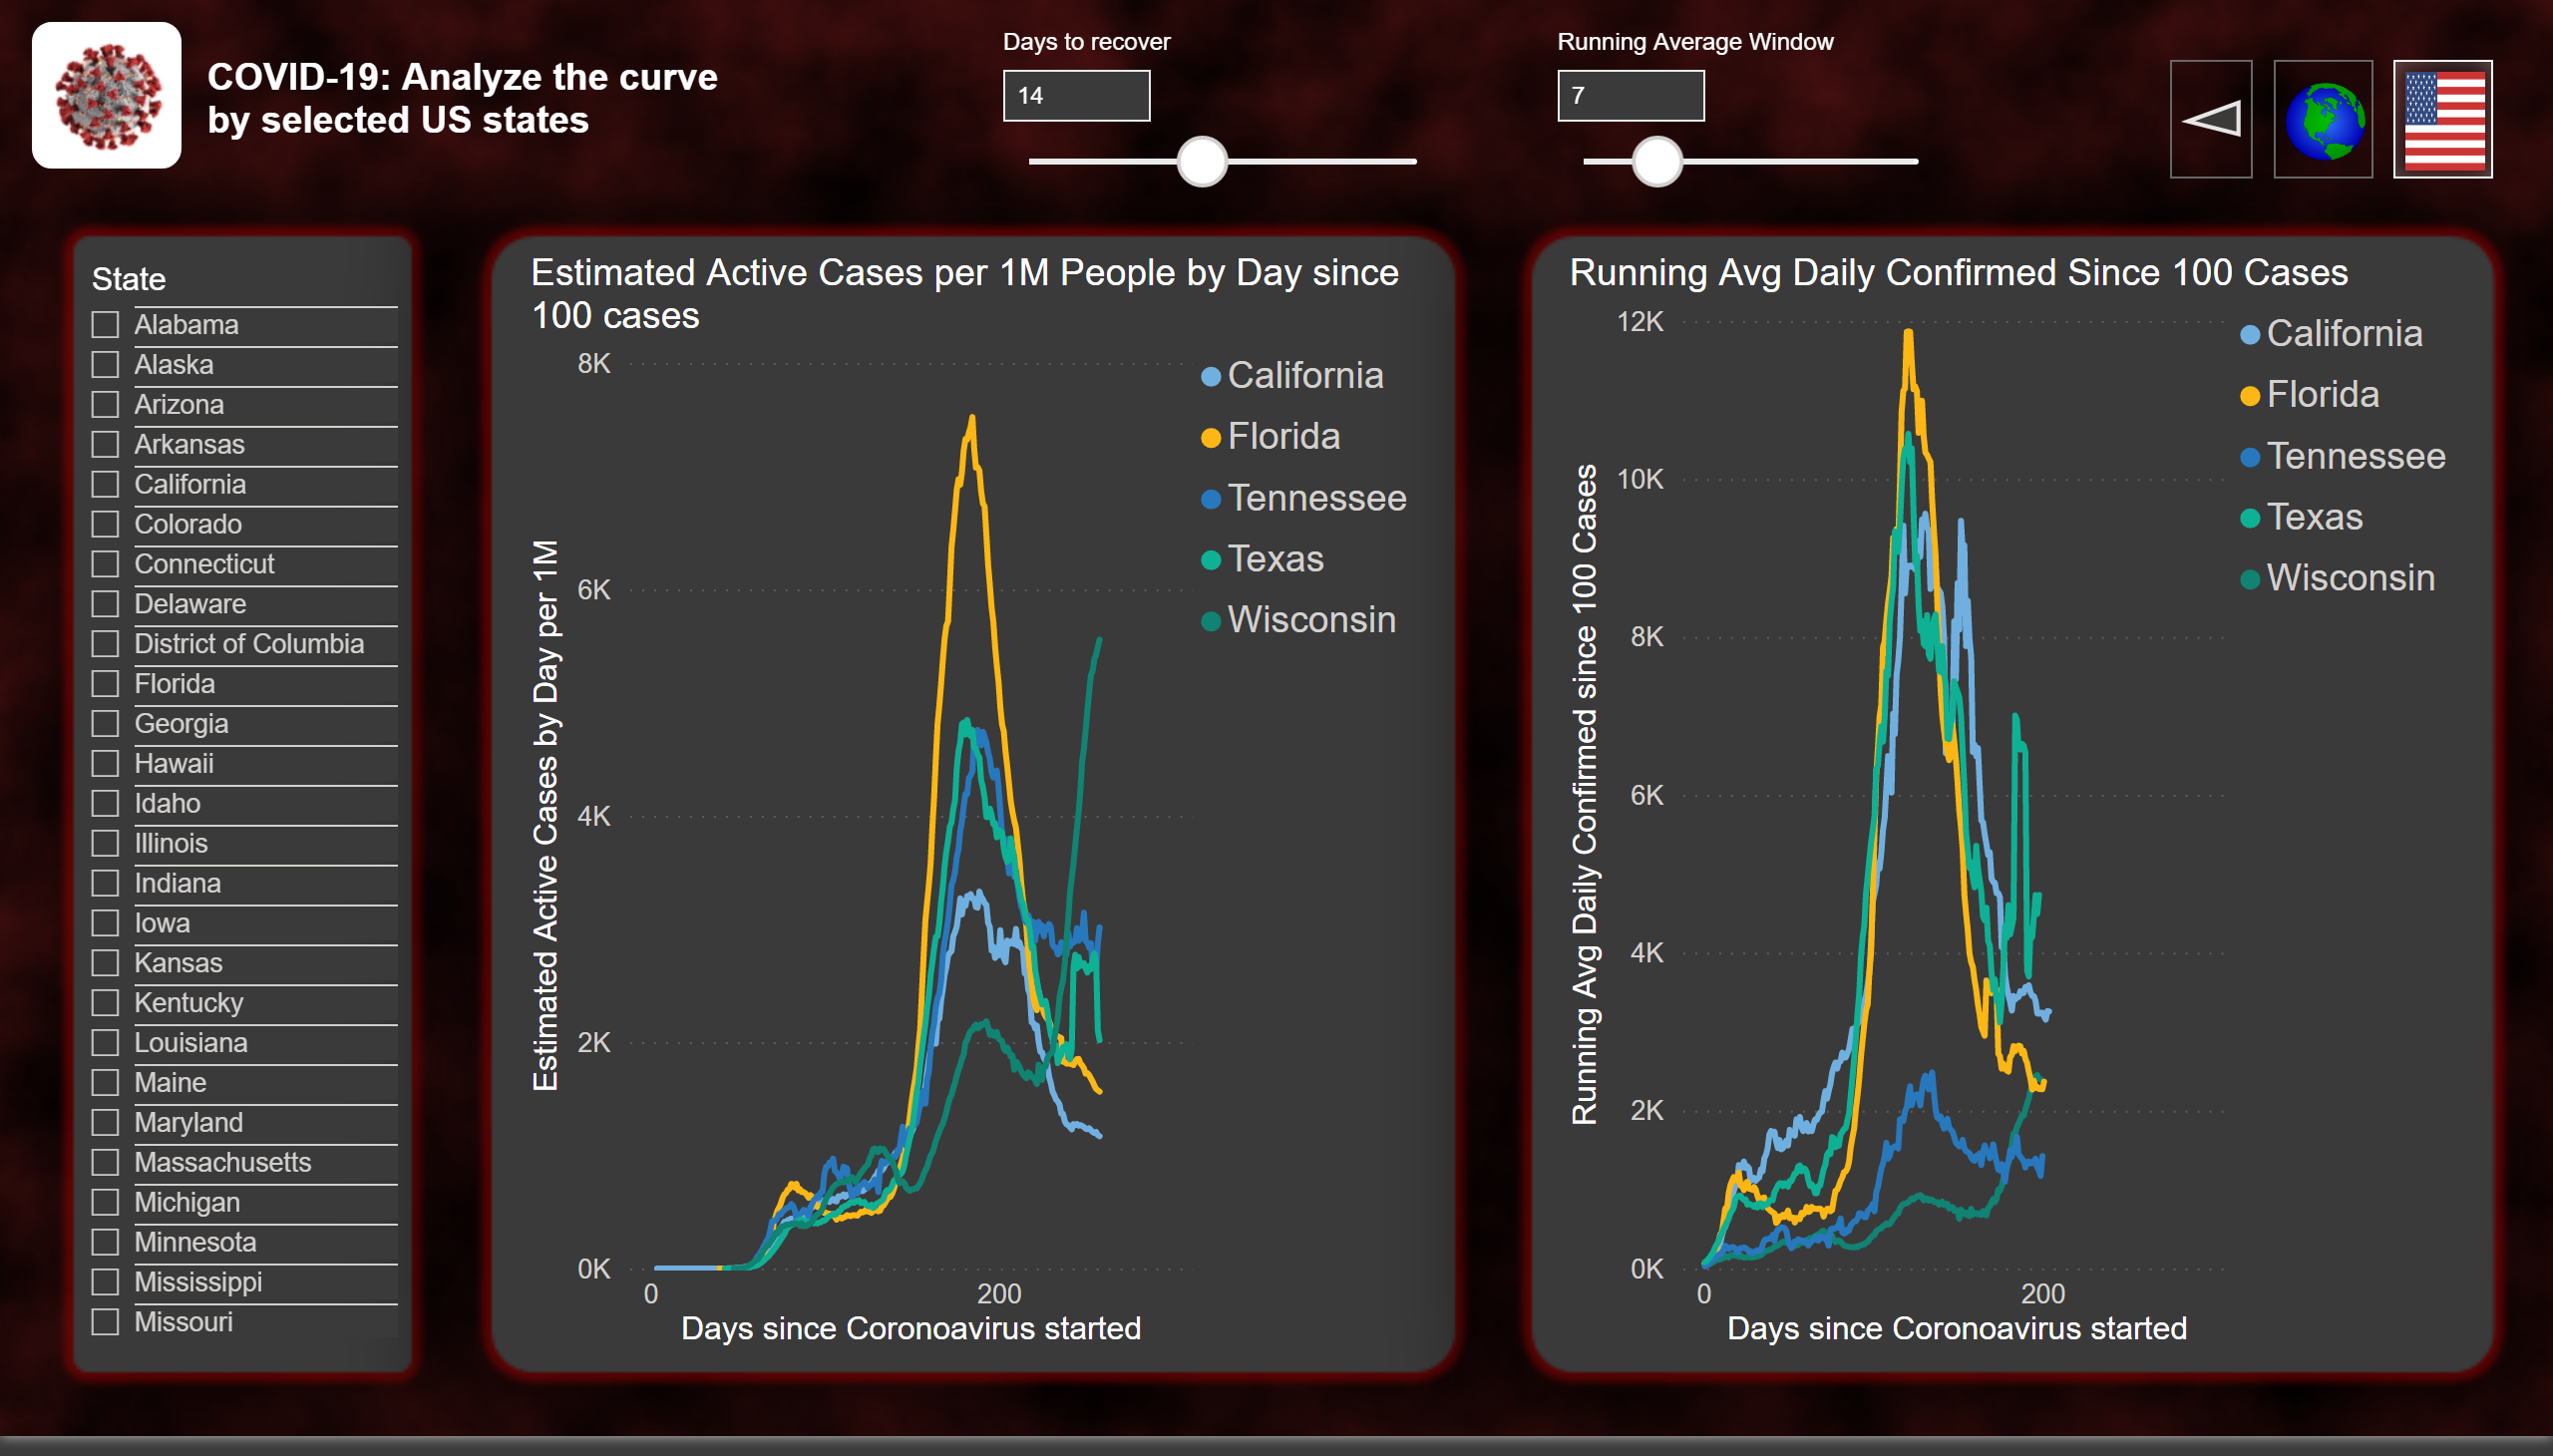 COVID-19: Analyze the curve
by selected US states
Days to recover
14
Running Average Window
7
State
Alabama
Alaska
Arizona
Arkansas
California
Colorado
Connecticut
Delaware
District of Columbia
Florida
Georgia
Hawaii
Idaho
Illinois
Indiana
Iowa
Kansas
Kentucky
Louisiana
Maine
Maryland
Massachusetts
Michigan
Minnesota
Mississippi
Missouri
Estimated Active Cases per 1M People by Day since
100 cases
Estimated Active Cases by Day per 1M
8K
6K
4K
2K
0K
0
200
Days since Coronoavirus started
California
Florida
Tennessee
Texas
Wisconsin
Running Avg Daily Confirmed Since 100 Cases
Running Avg Daily Confirmed since 100 Cases
12K
10K
8K
6K
4K
2K
0K
0
200
Days since Coronoavirus started
California
Florida
Tennessee
Texas
Wisconsin